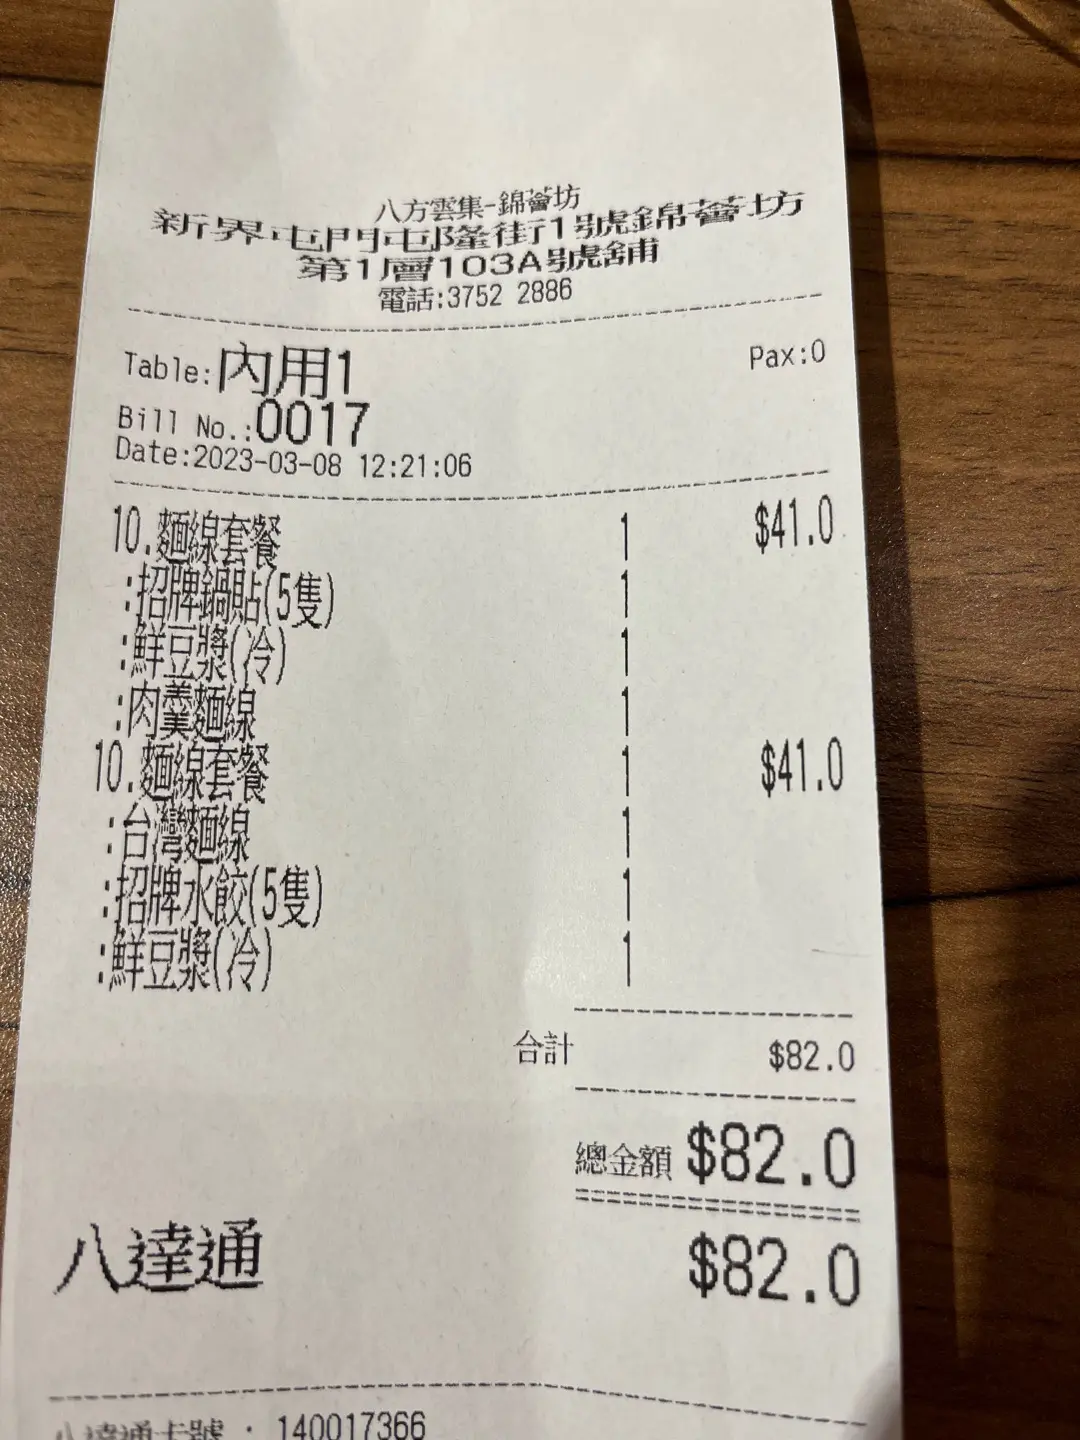 八方雲集-錦薈坊
新界屯門屯隆街1號錦薈坊
第1層103A號舖
電話:3752 2886
Table:內用1 Pax:0
Bill No.:0017
Date:2023-03-08 12:21:06
10.麵線套餐 1 $41.0
:招牌鍋貼(5隻) 1
:鮮豆漿(冷) 1
:肉羹麵線 1
10.麵線套餐 1 $41.0
:台灣麵線 1
:招牌水餃(5隻) 1
:鮮豆漿(冷) 1
合計 $82.0
總金額 $82.0
八達通 $82.0
八達通卡號 : 140017366